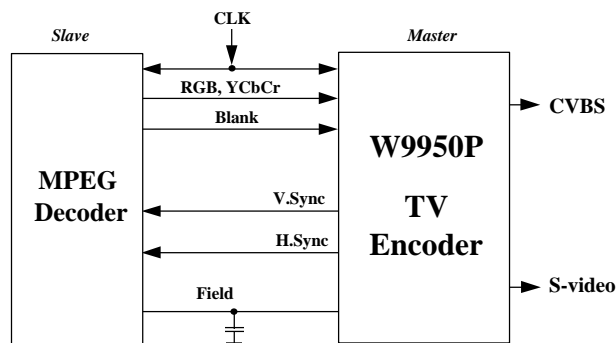 CLK
Slave
Master
RGB, YCbCr
Blank
CVBS
W9950P
MPEG
Decoder
V.Sync
TV
H.Sync
Encoder
Field
S-video